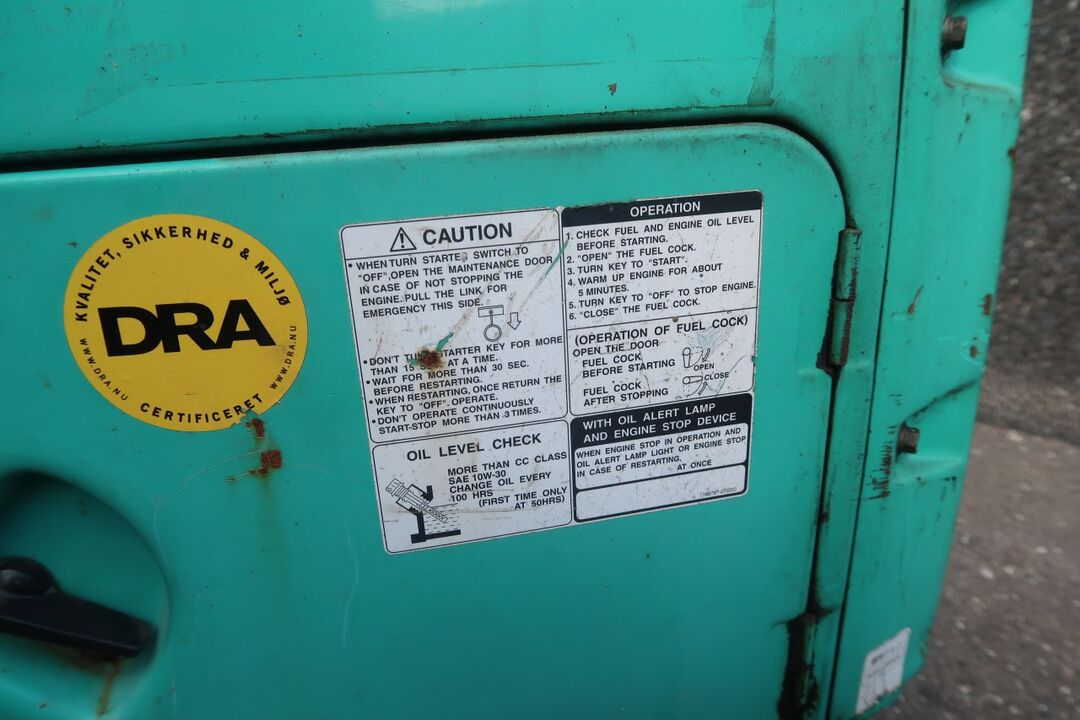 KVALITET, SIKKERHED & MILJØ
DRA
WWW.DRA.NU
WWW.DRA.NU
CERTIFICERET
CAUTION
• WHEN TURN STARTER SWITCH TO
"OFF",OPEN THE MAINTENANCE DOOR
IN CASE OF NOT STOPPING THE
ENGINE. PULL THE LINK FOR
EMERGENCY THIS SIDE.
• DON'T TU STARTER KEY FOR MORE
THAN 15 AT A TIME.
• WAIT FOR MORE THAN 30 SEC.
BEFORE RESTARTING.
• WHEN RESTARTING, ONCE RETURN THE
KEY TO "OFF". OPERATE.
• DON'T OPERATE CONTINUOUSLY
START-STOP MORE THAN 3 TIMES.
OIL LEVEL CHECK
MORE THAN CC CLASS
SAE 10W-30
CHANGE OIL EVERY
100 HRS
(FIRST TIME ONLY
AT 50HRS)
OPERATION
1. CHECK FUEL AND ENGINE OIL LEVEL
BEFORE STARTING.
2. "OPEN" THE FUEL COCK.
3. TURN KEY TO "START".
4. WARM UP ENGINE FOR ABOUT
5 MINUTES.
5. TURN KEY TO "OFF" TO STOP ENGINE.
6. "CLOSE" THE FUEL COCK.
(OPERATION OF FUEL COCK)
OPEN THE DOOR
FUEL COCK
BEFORE STARTING
OPEN
FUEL COCK
AFTER STOPPING
CLOSE
WITH OIL ALERT LAMP
AND ENGINE STOP DEVICE
WHEN ENGINE STOP IN OPERATION AND
OIL ALERT LAMP LIGHT OR ENGINE STOP
IN CASE OF RESTARTING.
AT ONCE